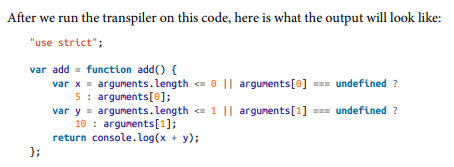 After we run the transpiler on this code, here is what the output will look like:
"use strict";
var add = function add() {
var x = arguments.length <= 0 || arguments[0] === undefined ?
5 : arguments[0];
var y = arguments.length <= 1 || arguments[1] === undefined ?
10 : arguments[1];
return console.log(x + y);
};